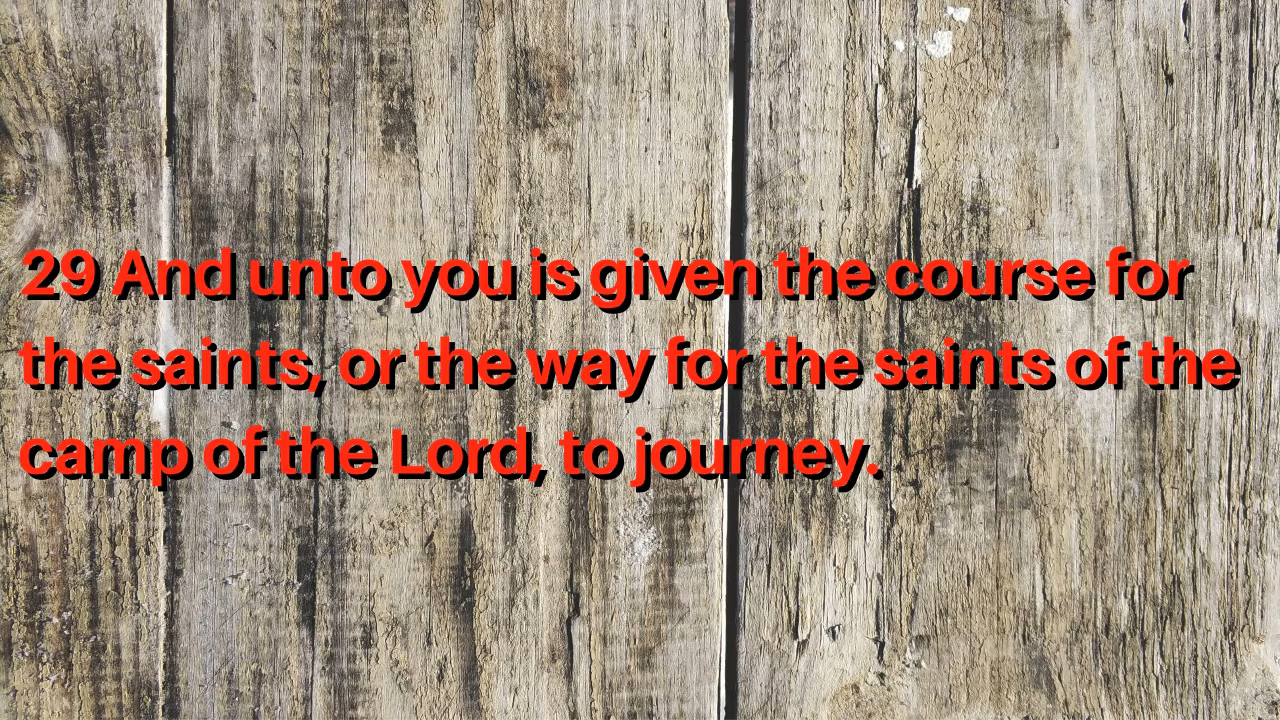 29 And unto you is given the course for
the saints, or the way for the saints of the
camp of the Lord, to journey.